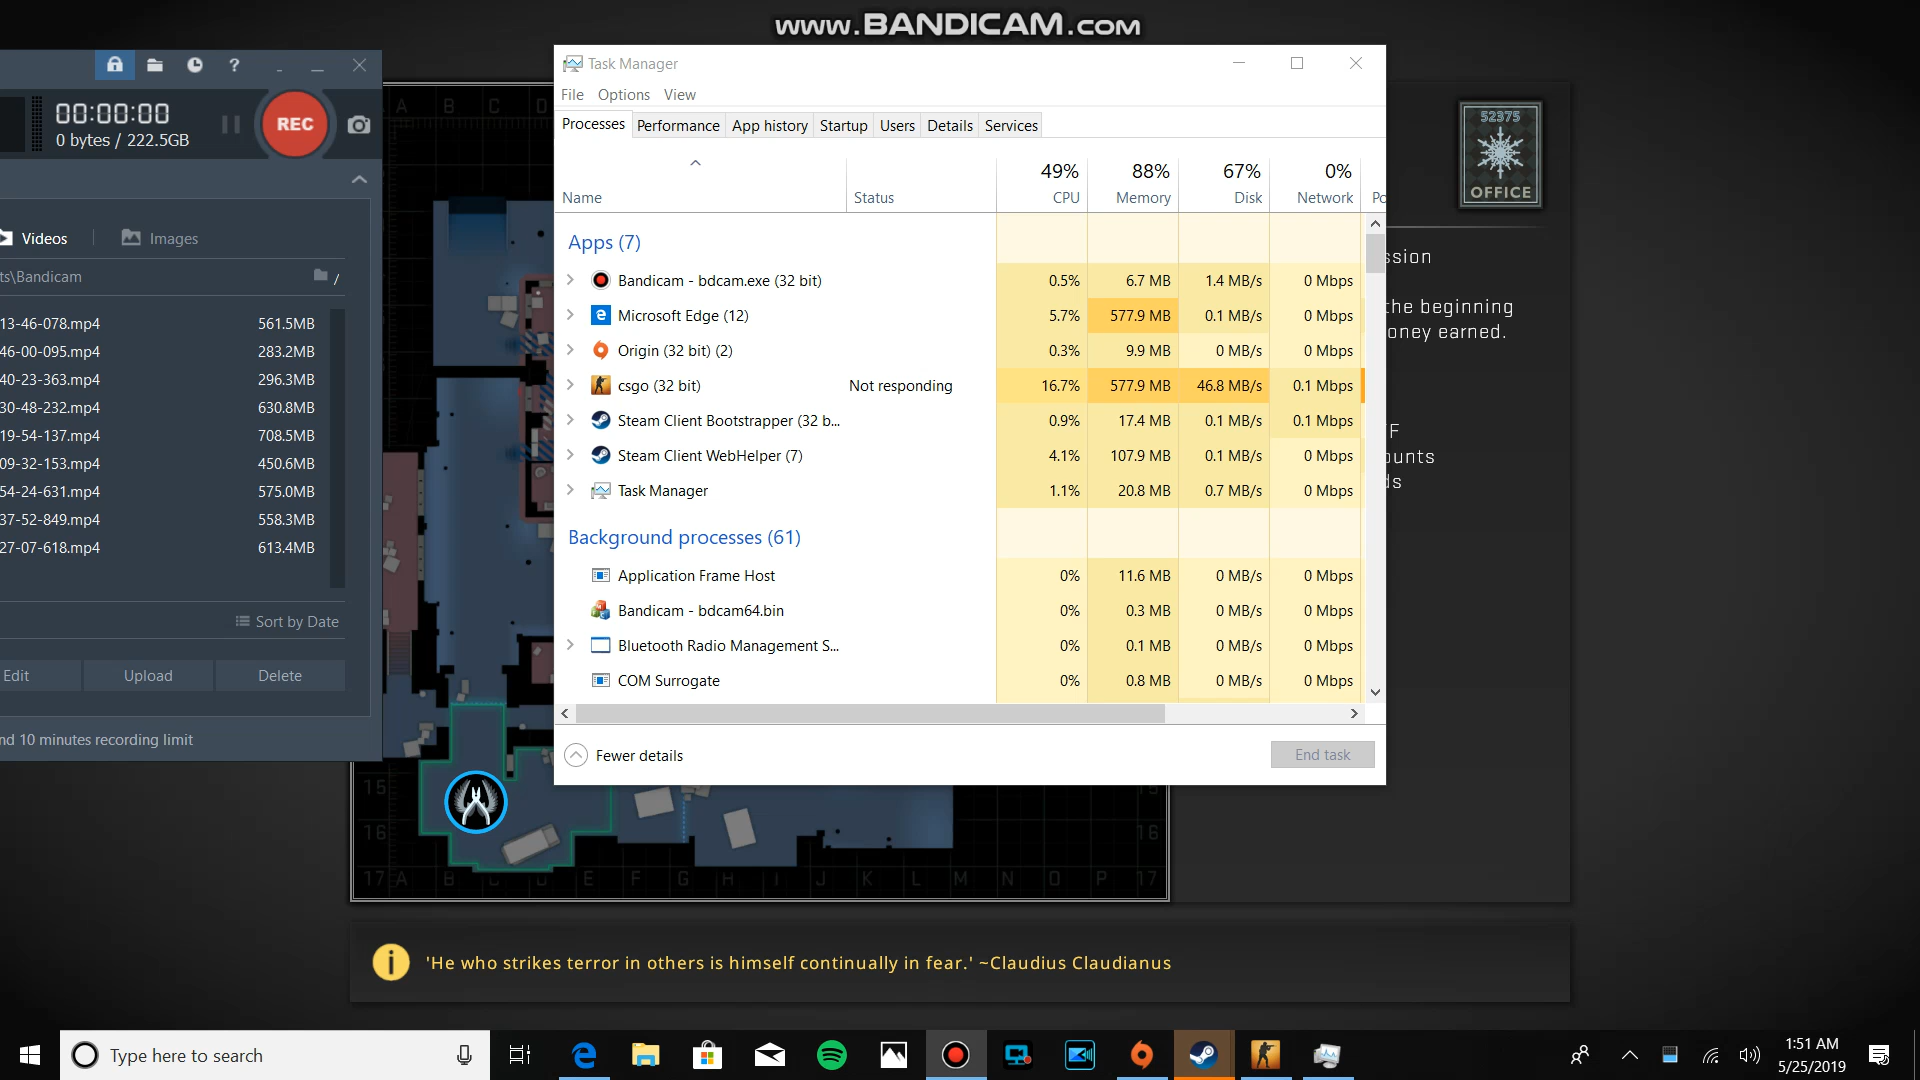 www.BANDICAM.COM
?
00:00:00
0 bytes / 222.5GB
REC
Videos
Images
ts\Bandicam
/
13-46-078.mp4 561.5MB
46-00-095.mp4 283.2MB
40-23-363.mp4 296.3MB
30-48-232.mp4 630.8MB
19-54-137.mp4 708.5MB
09-32-153.mp4 450.6MB
54-24-631.mp4 575.0MB
37-52-849.mp4 558.3MB
27-07-618.mp4 613.4MB
Sort by Date
Edit Upload Delete
nd 10 minutes recording limit
Task Manager
File Options View
Processes Performance App history Startup Users Details Services
49% 88% 67% 0%
Name Status CPU Memory Disk Network Po
Apps (7)
Bandicam - bdcam.exe (32 bit) 0.5% 6.7 MB 1.4 MB/s 0 Mbps
Microsoft Edge (12) 5.7% 577.9 MB 0.1 MB/s 0 Mbps
Origin (32 bit) (2) 0.3% 9.9 MB 0 MB/s 0 Mbps
csgo (32 bit) Not responding 16.7% 577.9 MB 46.8 MB/s 0.1 Mbps
Steam Client Bootstrapper (32 b... 0.9% 17.4 MB 0.1 MB/s 0.1 Mbps
Steam Client WebHelper (7) 4.1% 107.9 MB 0.1 MB/s 0 Mbps
Task Manager 1.1% 20.8 MB 0.7 MB/s 0 Mbps
Background processes (61)
Application Frame Host 0% 11.6 MB 0 MB/s 0 Mbps
Bandicam - bdcam64.bin 0% 0.3 MB 0 MB/s 0 Mbps
Bluetooth Radio Management S... 0% 0.1 MB 0 MB/s 0 Mbps
COM Surrogate 0% 0.8 MB 0 MB/s 0 Mbps
Fewer details
End task
52375
OFFICE
ssion
the beginning
oney earned.
F
ounts
ds
A B C D
15 15
16 16
17 A B C D E F G H I J K L M N O P 17
'He who strikes terror in others is himself continually in fear.' ~Claudius Claudianus
Type here to search
1:51 AM
5/25/2019